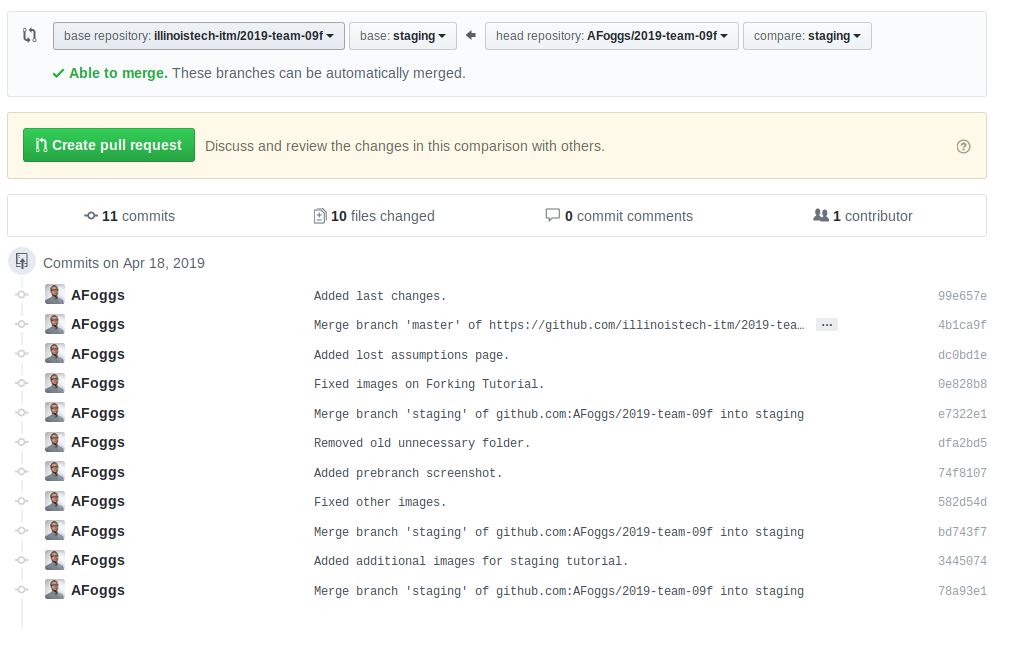 base repository: illinoistech-itm/2019-team-09f base: staging head repository: AFoggs/2019-team-09f compare: staging
Able to merge. These branches can be automatically merged.
Create pull request Discuss and review the changes in this comparison with others.
11 commits 10 files changed 0 commit comments 1 contributor
Commits on Apr 18, 2019
AFoggs Added last changes. 99e657e
AFoggs Merge branch 'master' of https://github.com/illinoistech-itm/2019-tea… … 4b1ca9f
AFoggs Added lost assumptions page. dc0bd1e
AFoggs Fixed images on Forking Tutorial. 0e828b8
AFoggs Merge branch 'staging' of github.com:AFoggs/2019-team-09f into staging e7322e1
AFoggs Removed old unnecessary folder. dfa2bd5
AFoggs Added prebranch screenshot. 74f8107
AFoggs Fixed other images. 582d54d
AFoggs Merge branch 'staging' of github.com:AFoggs/2019-team-09f into staging bd743f7
AFoggs Added additional images for staging tutorial. 3445074
AFoggs Merge branch 'staging' of github.com:AFoggs/2019-team-09f into staging 78a93e1